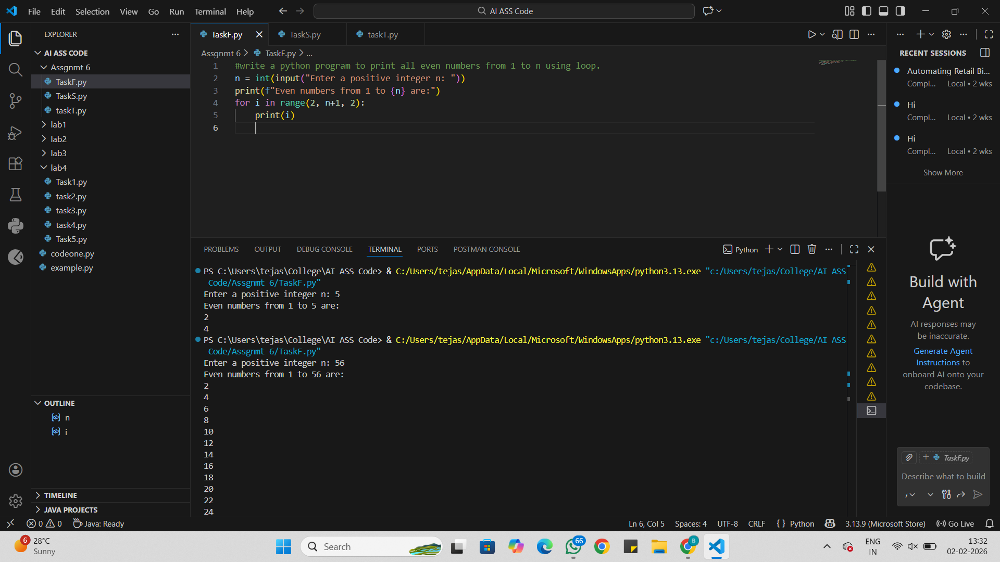 File Edit Selection View Go Run Terminal Help
AI ASS Code
EXPLORER
AI ASS CODE
Assgnmt 6
TaskF.py
TaskS.py
taskT.py
lab1
lab2
lab3
lab4
Task1.py
task2.py
task3.py
task4.py
Task5.py
codeone.py
example.py
OUTLINE
n
i
TIMELINE
JAVA PROJECTS
TaskF.py TaskS.py taskT.py
Assgnmt 6 > TaskF.py > ...
1 #write a python program to print all even numbers from 1 to n using loop.
2 n = int(input("Enter a positive integer n: "))
3 print(f"Even numbers from 1 to {n} are:")
4 for i in range(2, n+1, 2):
5 print(i)
6
PROBLEMS OUTPUT DEBUG CONSOLE TERMINAL PORTS POSTMAN CONSOLE
Python
PS C:\Users\tejas\College\AI ASS Code> & C:/Users/tejas/AppData/Local/Microsoft/WindowsApps/python3.13.exe "c:/Users/tejas/College/AI ASS
Code/Assgnmt 6/TaskF.py"
Enter a positive integer n: 5
Even numbers from 1 to 5 are:
2
4
PS C:\Users\tejas\College\AI ASS Code> & C:/Users/tejas/AppData/Local/Microsoft/WindowsApps/python3.13.exe "c:/Users/tejas/College/AI ASS
Code/Assgnmt 6/TaskF.py"
Enter a positive integer n: 56
Even numbers from 1 to 56 are:
2
4
6
8
10
12
14
16
18
20
22
24
RECENT SESSIONS
Automating Retail Bi...
Compl... Local • 2 wks
Hi
Compl... Local • 2 wks
Hi
Compl... Local • 2 wks
Show More
Build with
Agent
AI responses may
be inaccurate.
Generate Agent
Instructions to
onboard AI onto your
codebase.
TaskF.py
Describe what to build
0 0 Java: Ready
Ln 6, Col 5 Spaces: 4 UTF-8 CRLF {} Python 3.13.9 (Microsoft Store) Go Live
6
28°C
Sunny
Search
66
B
ENG
IN
13:32
02-02-2026